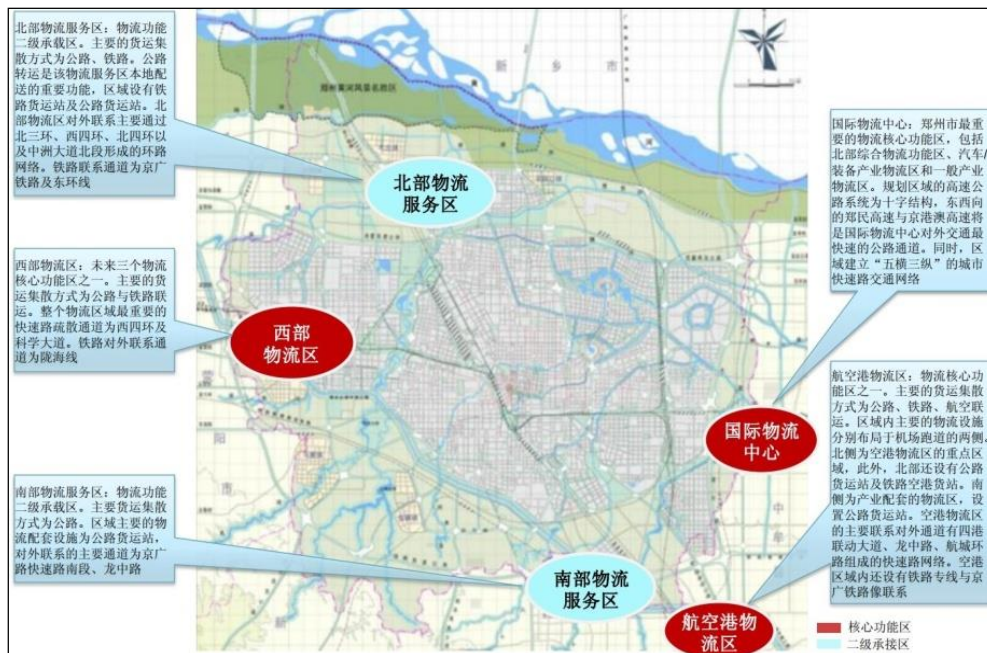 北部物流服务区：物流功能
二级承载区。主要的货运集
散方式为公路、铁路。公路
转运是该物流服务区本地配
送的重要功能，区域设有铁
路货运站及公路货运站。北
部物流区对外联系主要通过
北三环、西四环、北四环以
及中洲大道北段形成的环路
网络。铁路联系通道为京广
铁路及东环线
西部物流区：未来三个物流
核心功能区之一。主要的货
运集散方式为公路与铁路联
运。整个物流区域最重要的
快速路疏散通道为西四环及
科学大道。铁路对外联系通
道为陇海线
南部物流服务区：物流功能
二级承载区。主要货运集散
方式为公路。区域主要的物
流配套设施为公路货运站，
对外联系的主要通道为京广
路快速路南段、龙中路
新乡市
郑州黄河风景名胜区
北部物流
服务区
西部
物流区
国际物流
中心
南部物流
服务区
航空港物
流区
荥
阳
市
中
牟
新
国际物流中心：郑州市最重
要的物流核心功能区，包括
北部综合物流功能区、汽车/
装备产业物流区和一般产业
物流区。规划区域的高速公
路系统为十字结构，东西向
的郑民高速与京港澳高速将
是国际物流中心对外交通最
快速的公路通道。同时，区
域建立“五横三纵”的城市
快速路交通网络
航空港物流区：物流核心功
能区之一。主要的货运集散
方式为公路、铁路、航空联
运。区域内主要的物流设施
分别布局于机场跑道的两侧。
北侧为空港物流区的重点区
域，此外，北部还设有公路
货运站及铁路空港货站。南
侧为产业配套的物流区，设
置公路货运站。空港物流区
的主要联系对外通道有四港
联动大道、龙中路、航城环
路组成的快速路网络。空港
区域内还设有铁路专线与京
广铁路像联系
核心功能区
二级承接区